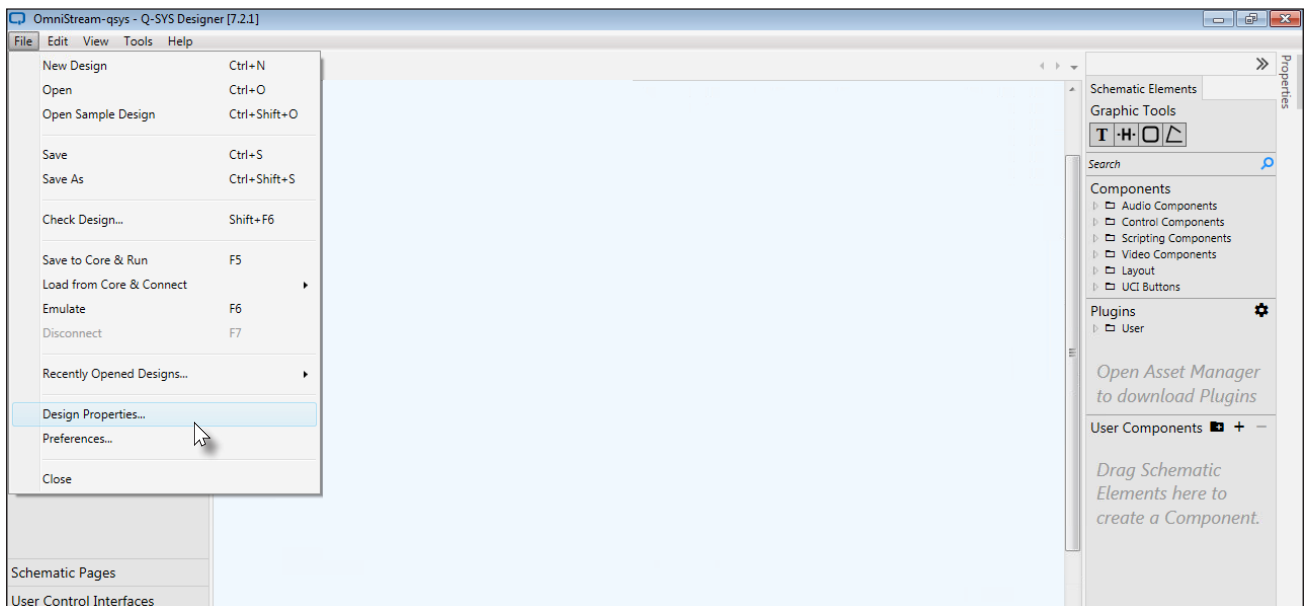 OmniStream-qsys - Q-SYS Designer [7.2.1]
File Edit View Tools Help
New Design Ctrl+N
Open Ctrl+O
Open Sample Design Ctrl+Shift+O
Save Ctrl+S
Save As Ctrl+Shift+S
Check Design... Shift+F6
Save to Core & Run F5
Load from Core & Connect
Emulate F6
Disconnect F7
Recently Opened Designs...
Design Properties...
Preferences...
Close
Schematic Pages
User Control Interfaces
Properties
Schematic Elements
Graphic Tools
T H
Search
Components
Audio Components
Control Components
Scripting Components
Video Components
Layout
UCI Buttons
Plugins
User
Open Asset Manager
to download Plugins
User Components
Drag Schematic
Elements here to
create a Component.